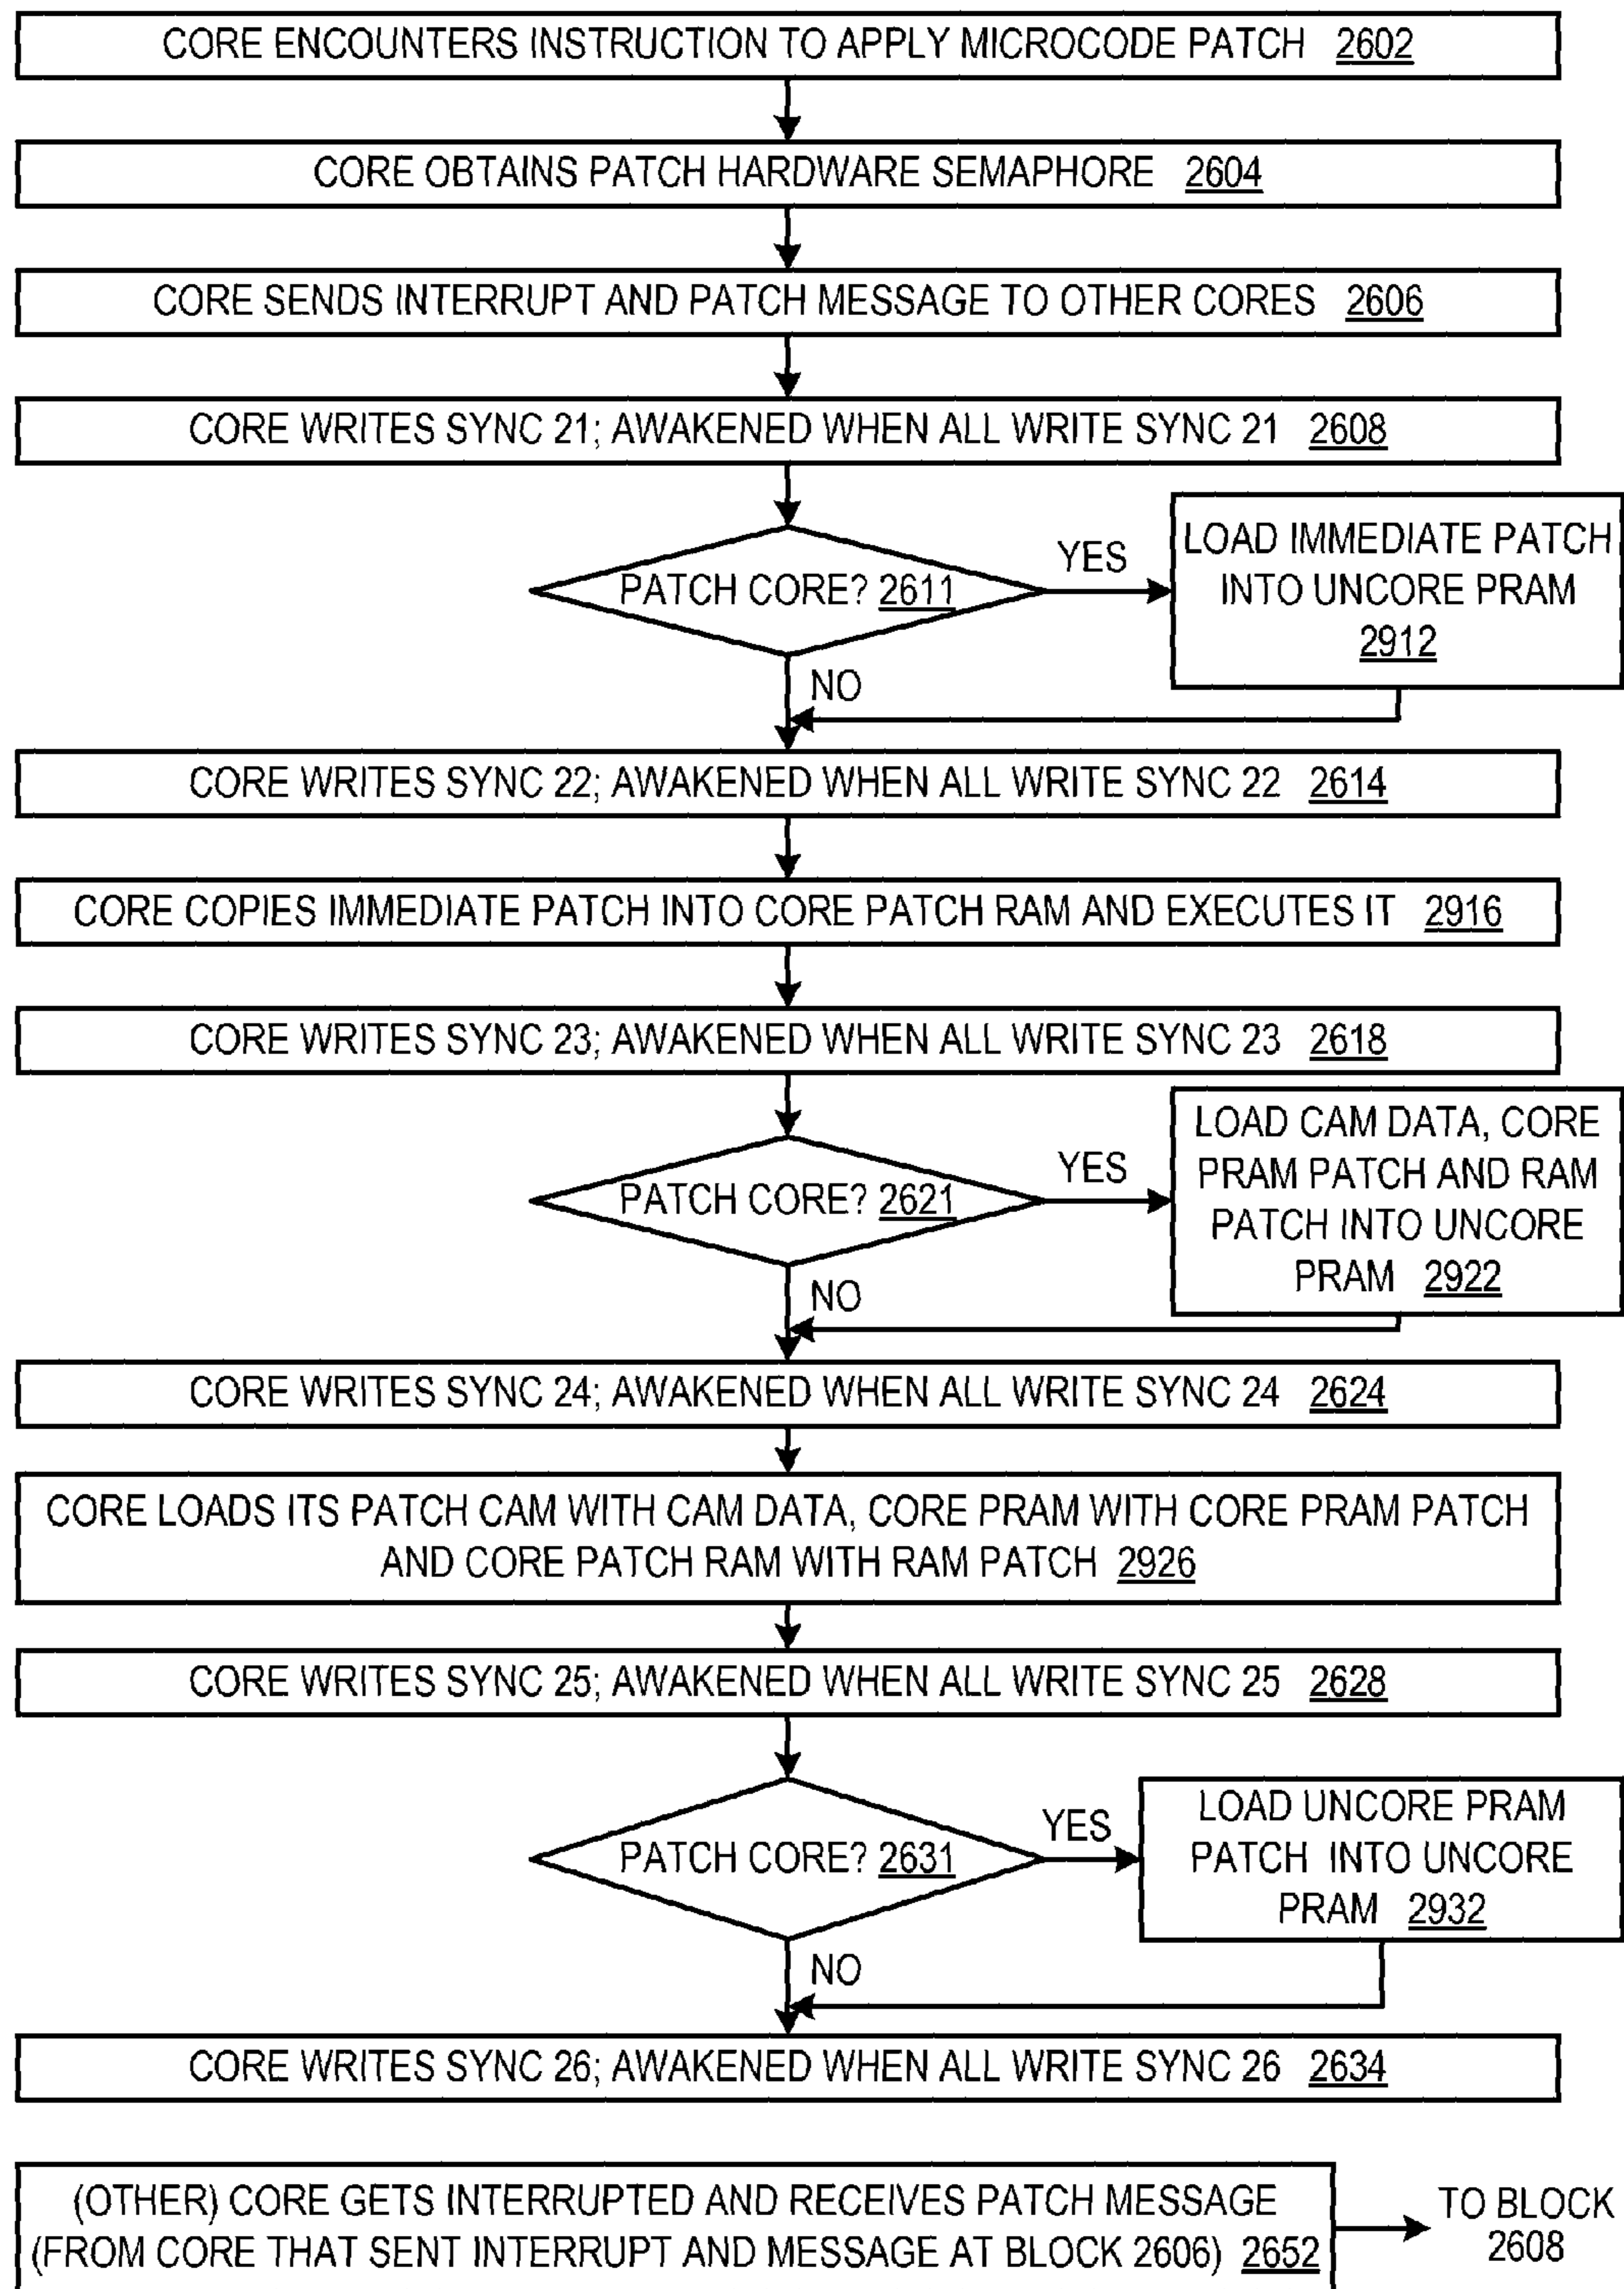 CORE ENCOUNTERS INSTRUCTION TO APPLY MICROCODE PATCH 2602
CORE OBTAINS PATCH HARDWARE SEMAPHORE 2604
CORE SENDS INTERRUPT AND PATCH MESSAGE TO OTHER CORES 2606
CORE WRITES SYNC 21; AWAKENED WHEN ALL WRITE SYNC 21 2608
PATCH CORE? 2611
YES
LOAD IMMEDIATE PATCH
INTO UNCORE PRAM
2912
NO
CORE WRITES SYNC 22; AWAKENED WHEN ALL WRITE SYNC 22 2614
CORE COPIES IMMEDIATE PATCH INTO CORE PATCH RAM AND EXECUTES IT 2916
CORE WRITES SYNC 23; AWAKENED WHEN ALL WRITE SYNC 23 2618
PATCH CORE? 2621
YES
LOAD CAM DATA, CORE
PRAM PATCH AND RAM
PATCH INTO UNCORE
PRAM 2922
NO
CORE WRITES SYNC 24; AWAKENED WHEN ALL WRITE SYNC 24 2624
CORE LOADS ITS PATCH CAM WITH CAM DATA, CORE PRAM WITH CORE PRAM PATCH
AND CORE PATCH RAM WITH RAM PATCH 2926
CORE WRITES SYNC 25; AWAKENED WHEN ALL WRITE SYNC 25 2628
PATCH CORE? 2631
YES
LOAD UNCORE PRAM
PATCH INTO UNCORE
PRAM 2932
NO
CORE WRITES SYNC 26; AWAKENED WHEN ALL WRITE SYNC 26 2634
(OTHER) CORE GETS INTERRUPTED AND RECEIVES PATCH MESSAGE
(FROM CORE THAT SENT INTERRUPT AND MESSAGE AT BLOCK 2606) 2652
TO BLOCK
2608